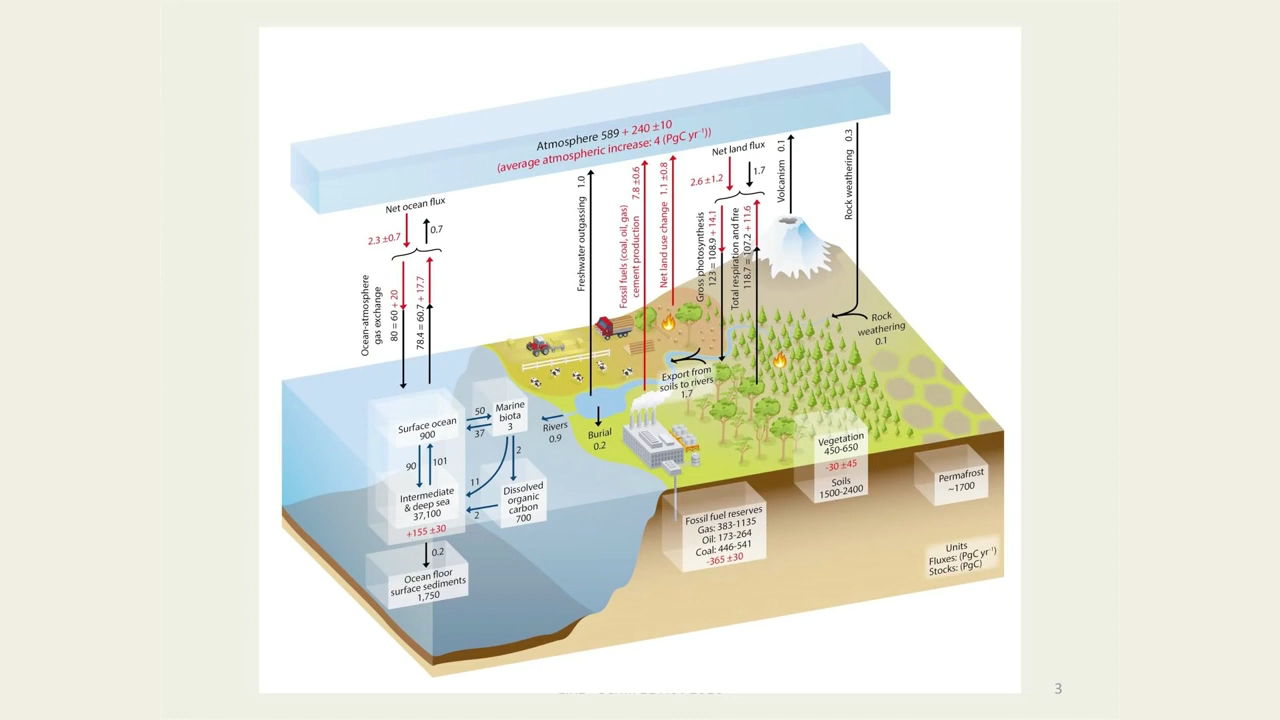 Atmosphere 589 + 240 ±10
(average atmospheric increase: 4 (PgC yr⁻¹))
Net ocean flux
2.3 ±0.7
0.7
Ocean-atmosphere
gas exchange
80 = 60 + 20
78.4 = 60.7 + 17.7
Freshwater outgassing 1.0
Fossil fuels (coal, oil, gas)
cement production 7.8 ±0.6
Net land use change 1.1 ±0.8
Net land flux
2.6 ±1.2
1.7
Gross photosynthesis
123 = 108.9 + 14.1
Total respiration and fire
118.7 = 107.2 + 11.6
Volcanism 0.1
Rock weathering 0.3
Rock
weathering
0.1
Export from
soils to rivers
1.7
Rivers
0.9
Burial
0.2
Surface ocean
900
50
37
Marine
biota
3
90
101
2
11
Intermediate
& deep sea
37,100
+155 ±30
2
Dissolved
organic
carbon
700
0.2
Ocean floor
surface sediments
1,750
Fossil fuel reserves
Gas: 383-1135
Oil: 173-264
Coal: 446-541
-365 ±30
Vegetation
450-650
-30 ±45
Soils
1500-2400
Permafrost
~1700
Units
Fluxes: (PgC yr⁻¹)
Stocks: (PgC)
3